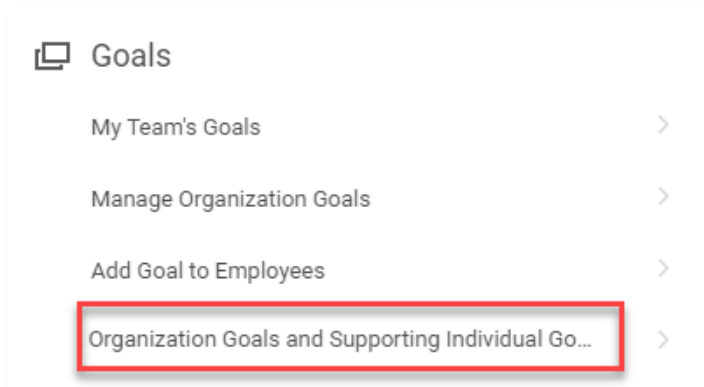 Goals
My Team's Goals
Manage Organization Goals
Add Goal to Employees
Organization Goals and Supporting Individual Go...